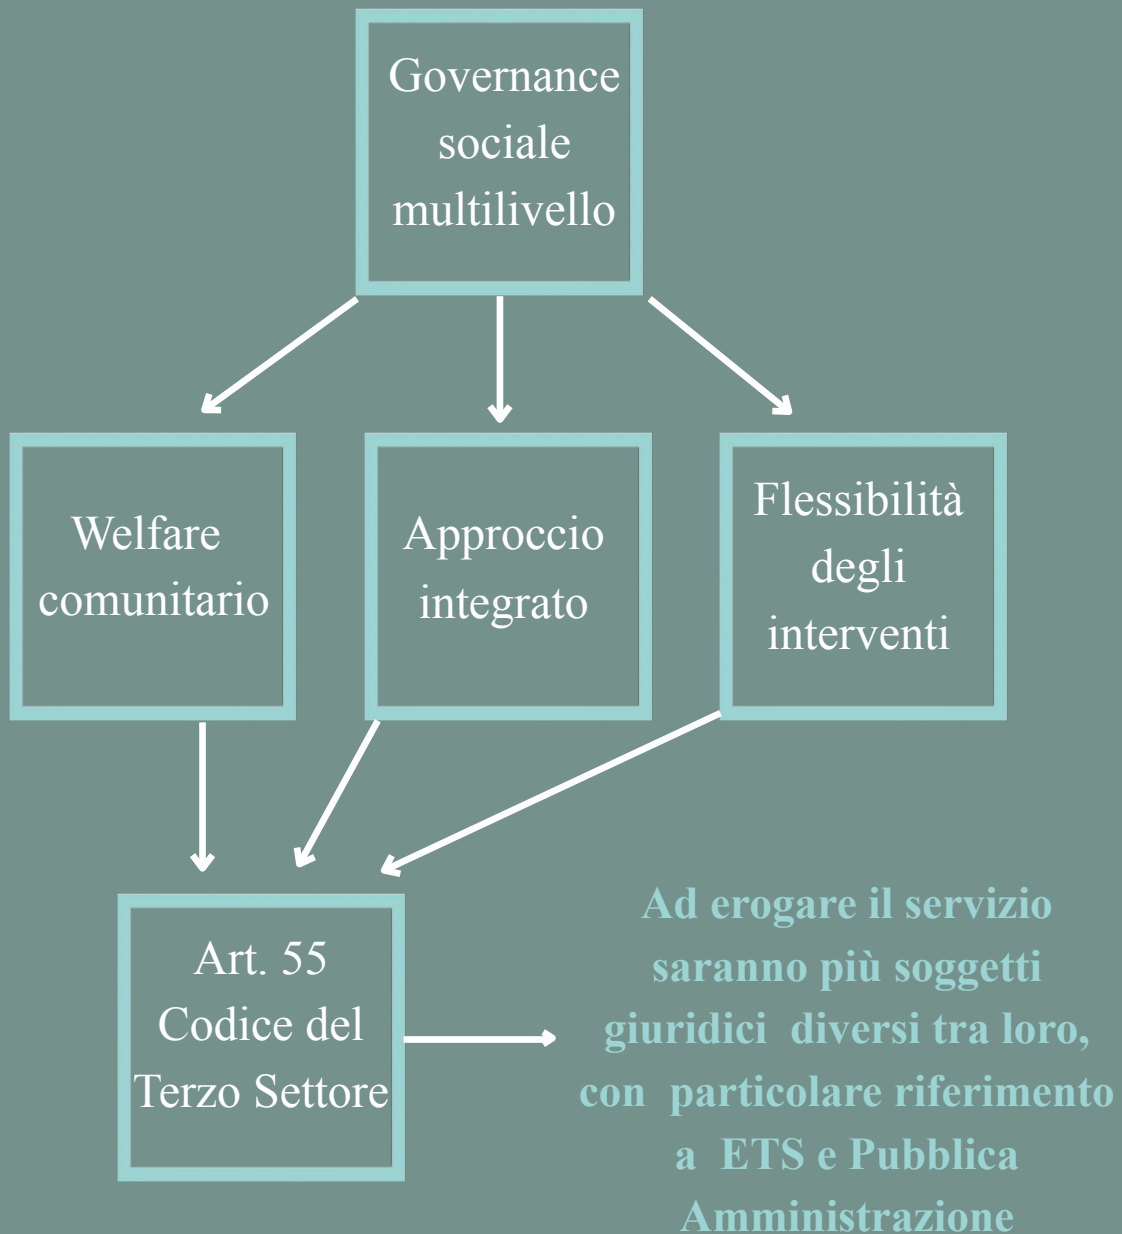 Governance
sociale
multilivello
Welfare
comunitario
Approccio
integrato
Flessibilità
degli
interventi
Art. 55
Codice del
Terzo Settore
Ad erogare il servizio
saranno più soggetti
giuridici diversi tra loro,
con particolare riferimento
a ETS e Pubblica
Amministrazione